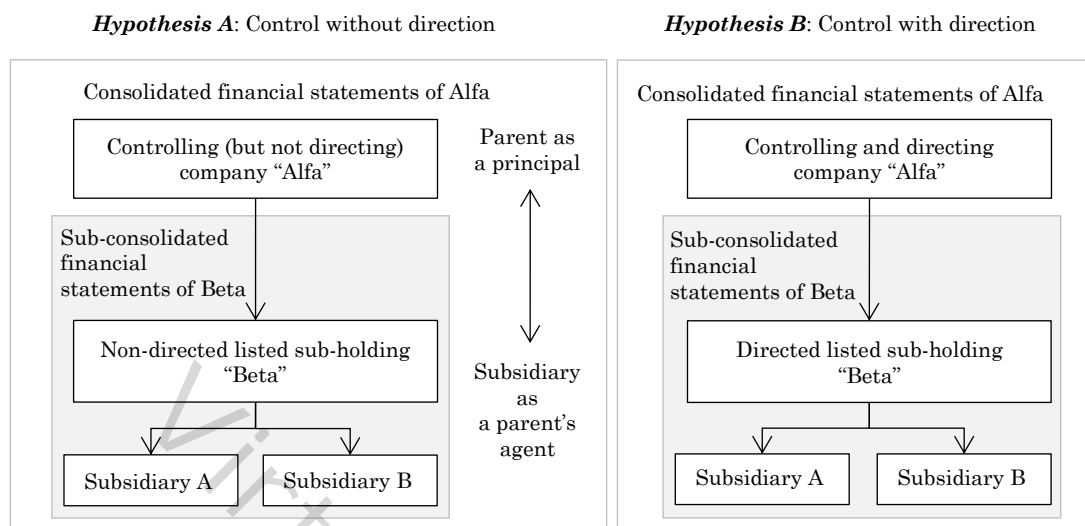 Hypothesis A: Control without direction
Consolidated financial statements of Alfa
Controlling (but not directing)
company “Alfa”
Parent as
a principal
Sub-consolidated
financial
statements of Beta
Non-directed listed sub-holding
“Beta”
Subsidiary
as
a parent's
agent
Subsidiary A
Subsidiary B
Hypothesis B: Control with direction
Consolidated financial statements of Alfa
Controlling and directing
company “Alfa”
Sub-consolidated
financial
statements of Beta
Directed listed sub-holding
“Beta”
Subsidiary A
Subsidiary B
Virt